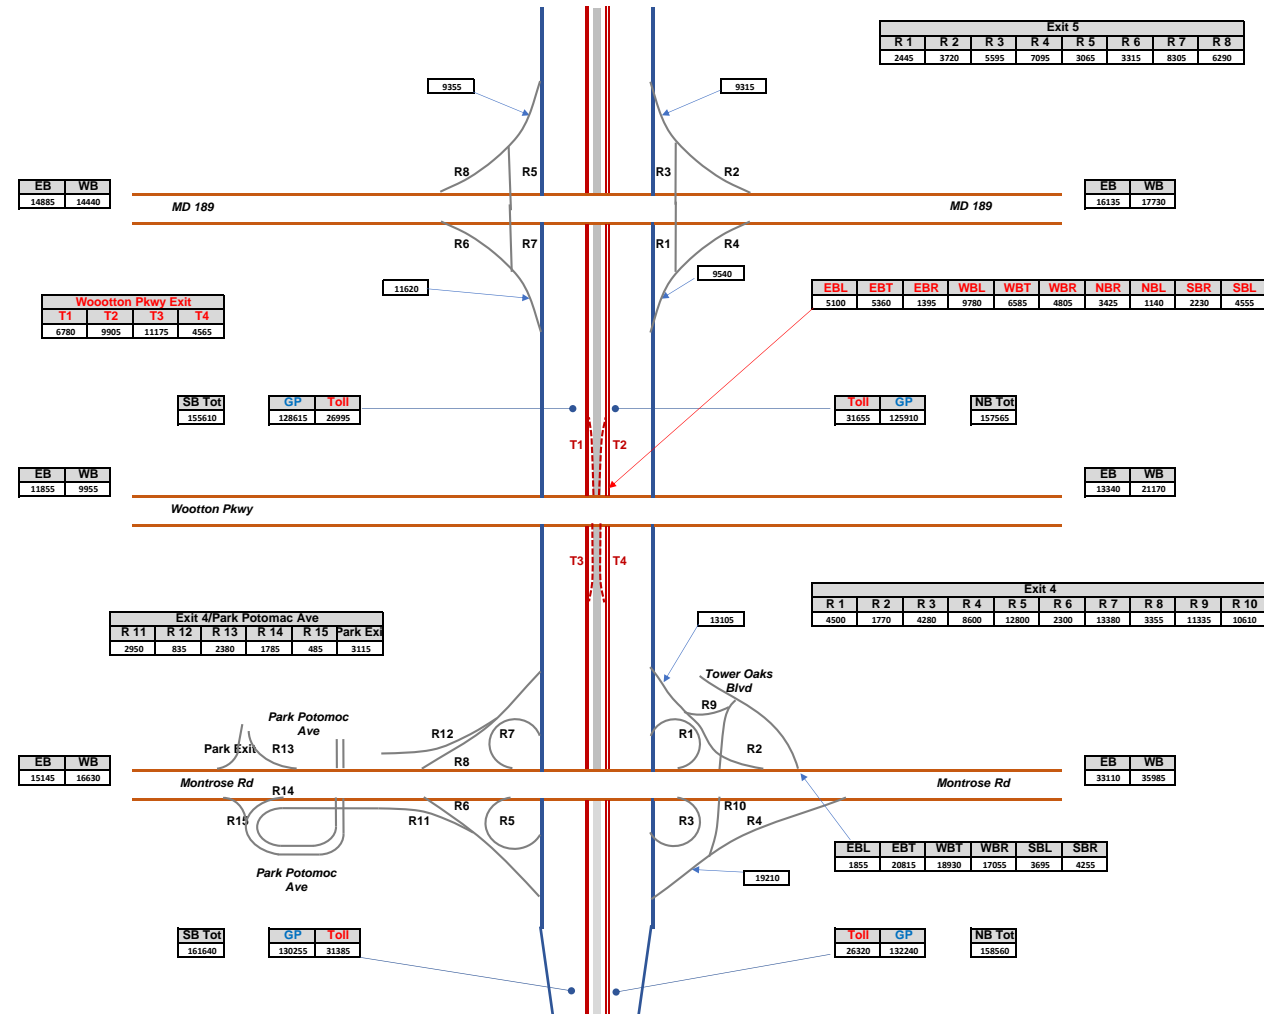 Exit 5
R 1 R 2 R 3 R 4 R 5 R 6 R 7 R 8
2445 3720 5595 7095 3065 3315 8305 6290
9355
9315
R8 R5 R3 R2
EB WB
14885 14440
EB WB
16135 17730
MD 189
MD 189
R6 R7 R1 R4
11620
9540
Woootton Pkwy Exit
T1 T2 T3 T4
6780 9905 11175 4565
EBL EBT EBR WBL WBT WBR NBR NBL SBR SBL
5100 5360 1395 9780 6585 4805 3425 1140 2230 4555
SB Tot
155610
GP Toll
128615 26995
Toll GP
31655 125910
NB Tot
157565
T1 T2
EB WB
11855 9955
EB WB
13340 21170
Wootton Pkwy
T3 T4
Exit 4
R 1 R 2 R 3 R 4 R 5 R 6 R 7 R 8 R 9 R 10
4500 1770 4280 8600 12800 2300 13380 3355 11335 10610
Exit 4/Park Potomac Ave
R 11 R 12 R 13 R 14 R 15 Park Exi
2950 835 2380 1785 485 3115
13105
Tower Oaks
Blvd
R9
Park Potomoc
Ave
R12 R7 R1
Park Exit R13 R8 R2
EB WB
15145 16630
EB WB
33110 35985
Montrose Rd
Montrose Rd
R14
R6 R10
R15 R11 R5 R3 R4
EBL EBT WBT WBR SBL SBR
1855 20815 18930 17055 3695 4255
Park Potomac
Ave
19210
SB Tot
161640
GP Toll
130255 31385
Toll GP
26320 132240
NB Tot
158560